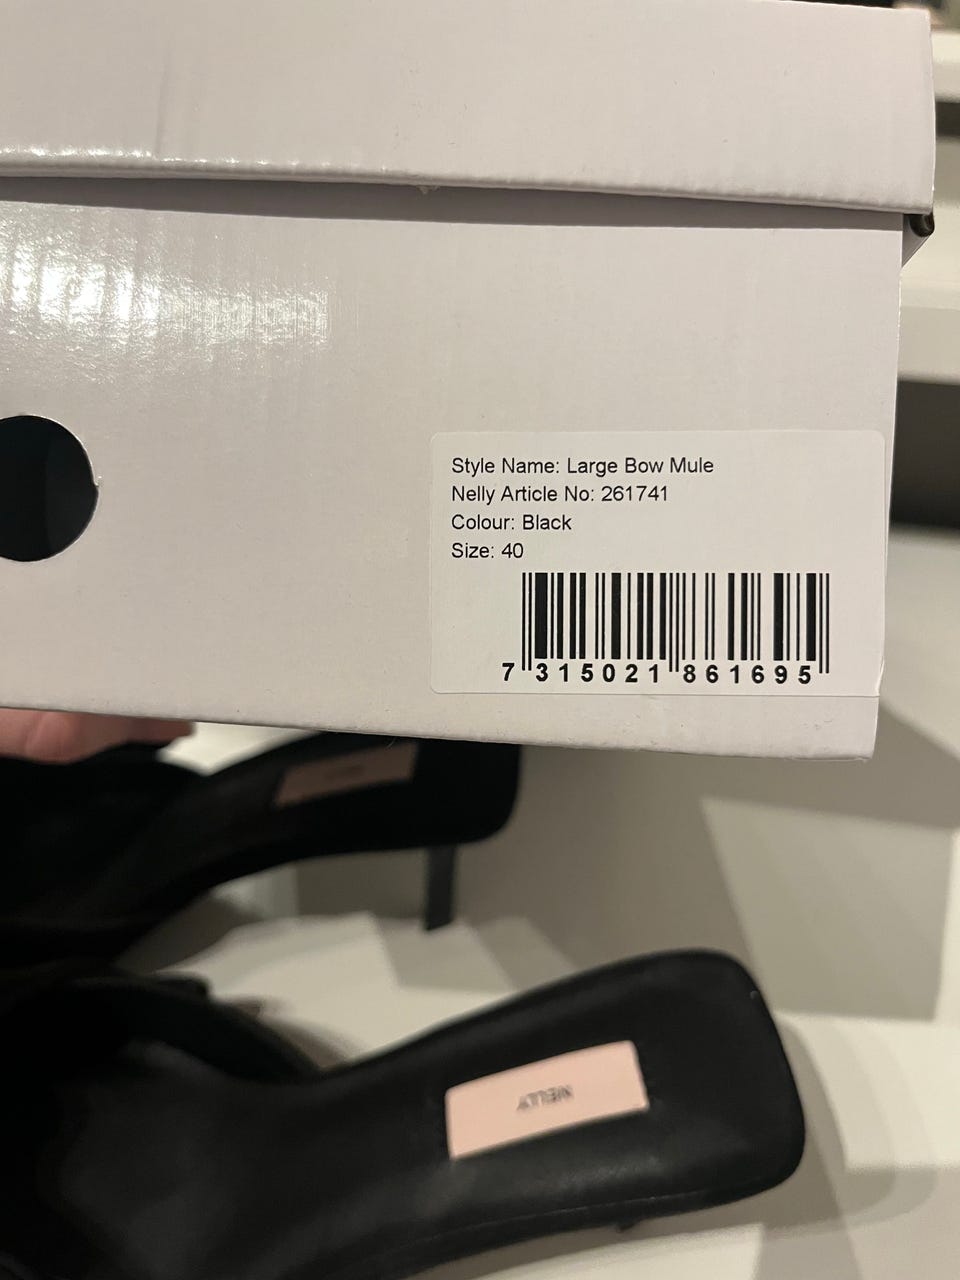 Style Name: Large Bow Mule
Nelly Article No: 261741
Colour: Black
Size: 40
7 315021 861695
NELLY